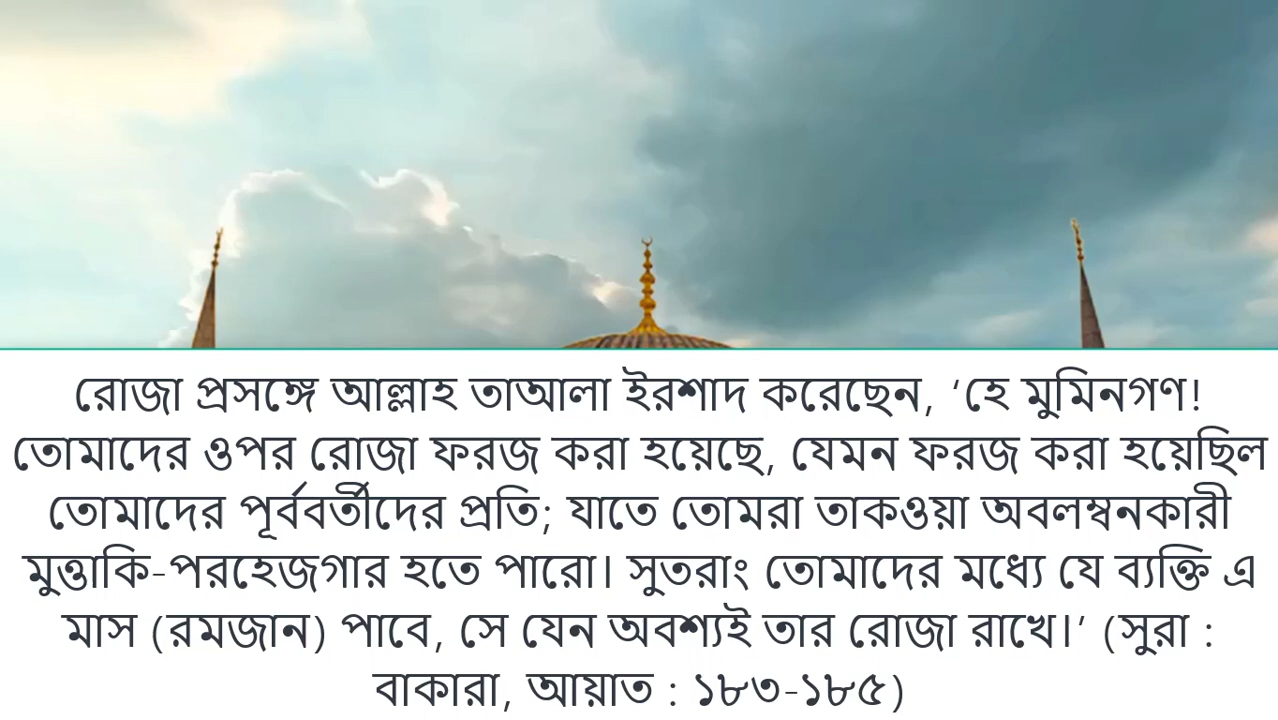 রোজা প্রসঙ্গে আল্লাহ তাআলা ইরশাদ করেছেন, ‘হে মুমিনগণ!
তোমাদের ওপর রোজা ফরজ করা হয়েছে, যেমন ফরজ করা হয়েছিল
তোমাদের পূর্ববর্তীদের প্রতি; যাতে তোমরা তাকওয়া অবলম্বনকারী
মুত্তাকি-পরহেজগার হতে পারো। সুতরাং তোমাদের মধ্যে যে ব্যক্তি এ
মাস (রমজান) পাবে, সে যেন অবশ্যই তার রোজা রাখে।’ (সুরা :
বাকারা, আয়াত : ১৮৩-১৮৫)